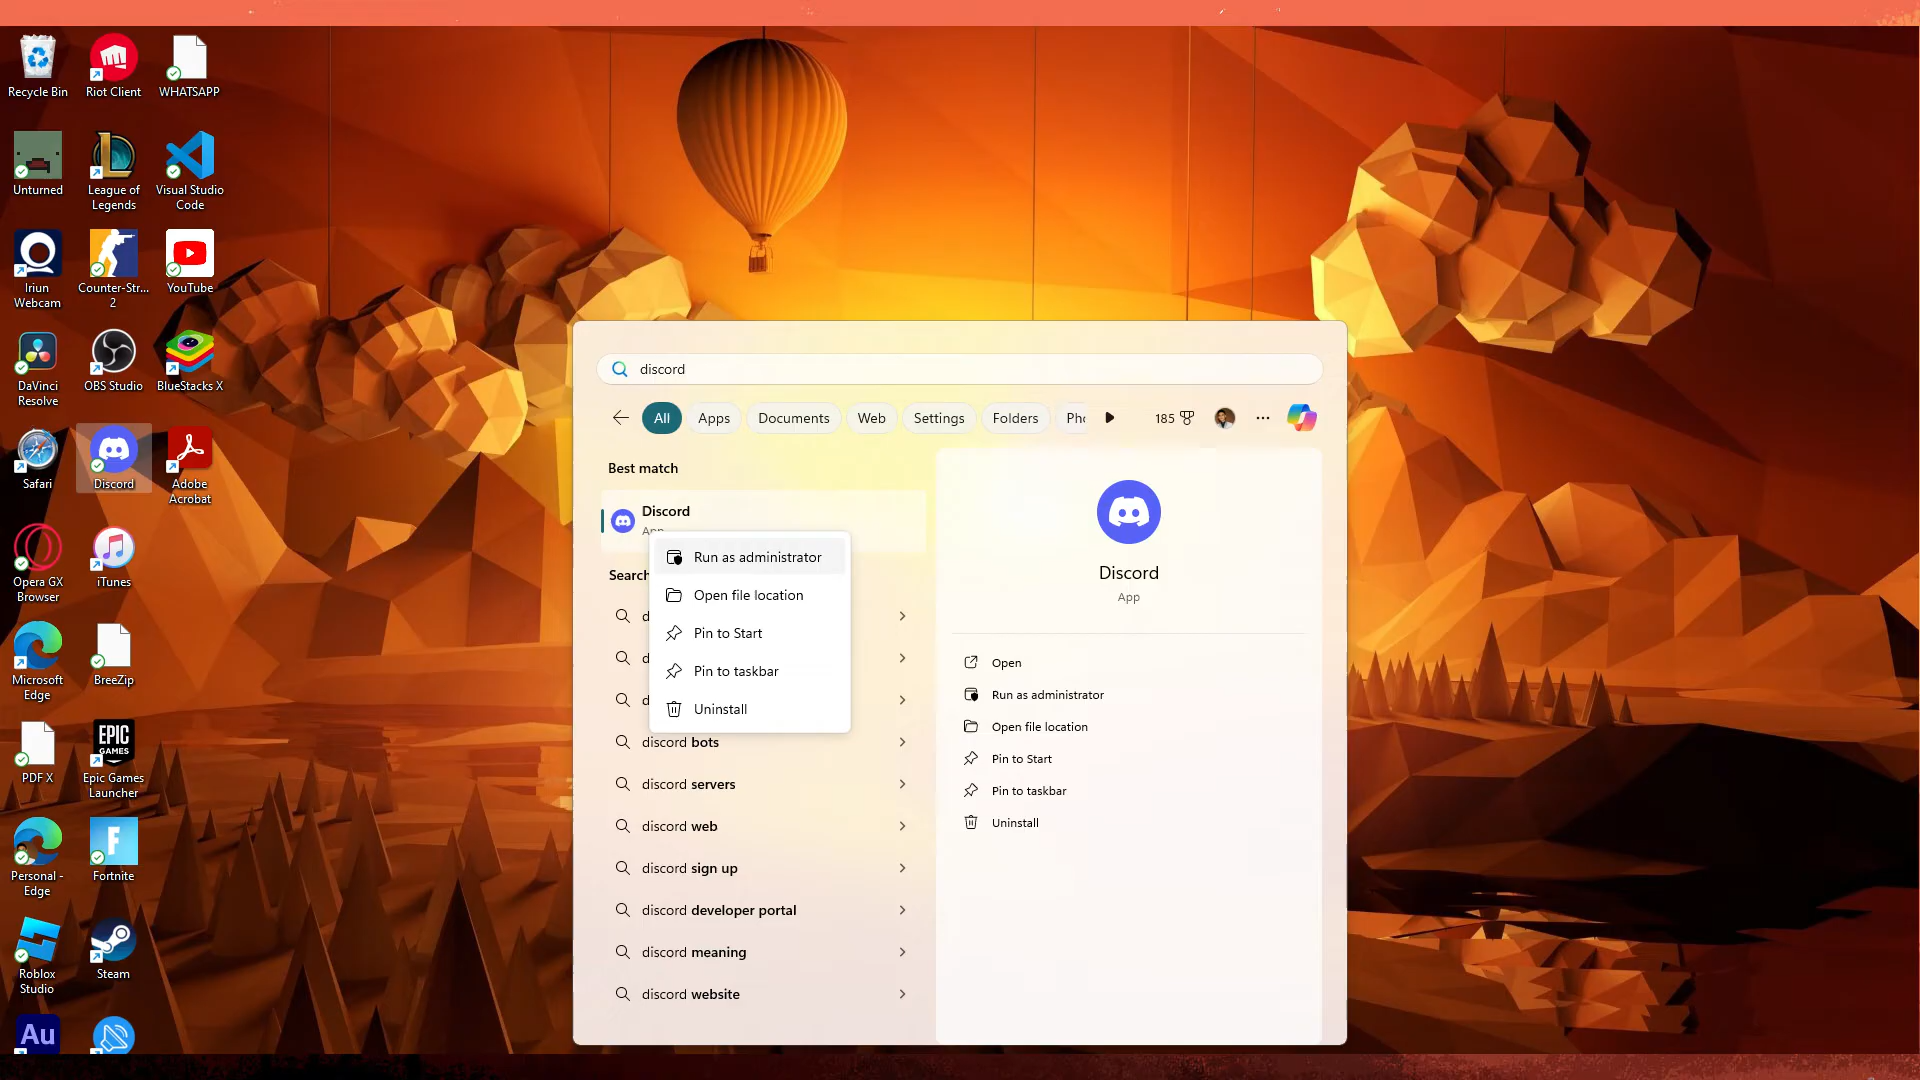 Recycle Bin
Riot Client
WHATSAPP
Unturned
League of
Legends
Visual Studio
Code
Iriun
Webcam
Counter-Str...
2
YouTube
DaVinci
Resolve
OBS Studio
BlueStacks X
Safari
Discord
Adobe
Acrobat
Opera GX
Browser
iTunes
Microsoft
Edge
BreeZip
PDF X
EPIC
GAMES
Epic Games
Launcher
Personal -
Edge
F
Fortnite
Roblox
Studio
Steam
Au
discord
All
Apps
Documents
Web
Settings
Folders
Pho
185
Best match
Discord
App
Search
Run as administrator
Open file location
Pin to Start
Pin to taskbar
Uninstall
d
d
d
discord bots
discord servers
discord web
discord sign up
discord developer portal
discord meaning
discord website
Discord
App
Open
Run as administrator
Open file location
Pin to Start
Pin to taskbar
Uninstall